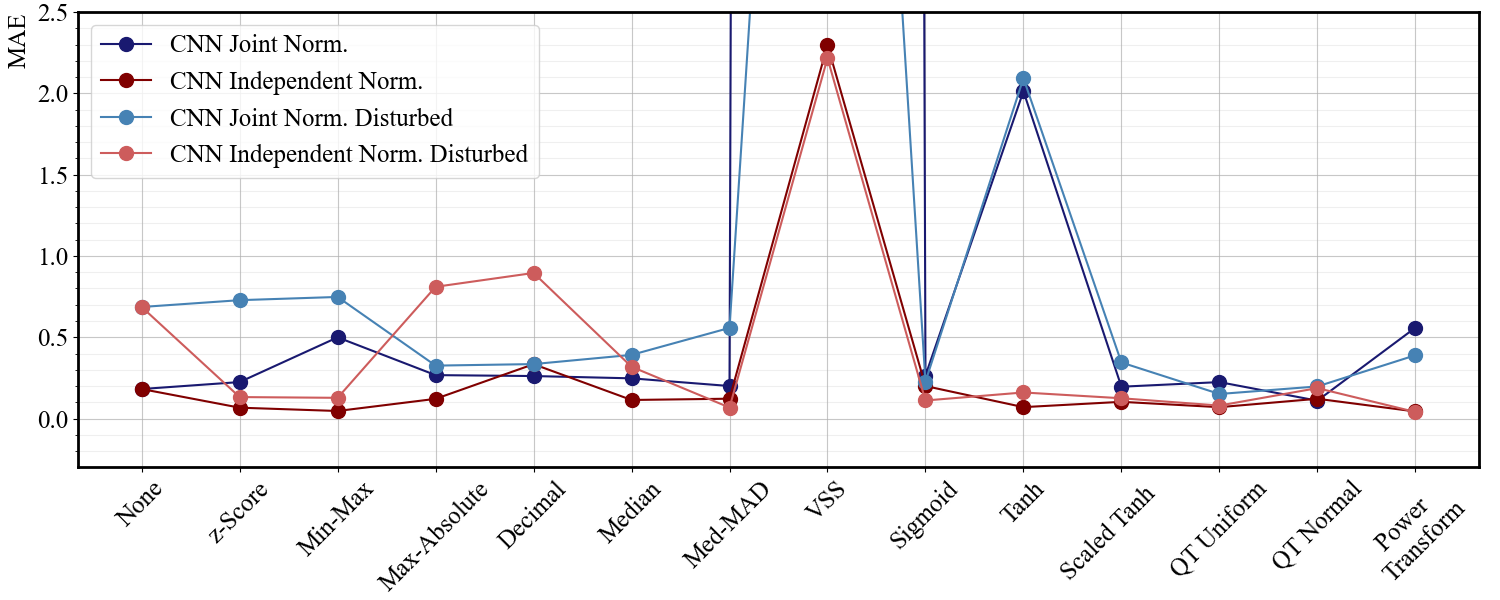 MAE
2.5
2.0
1.5
1.0
0.5
0.0
CNN Joint Norm.
CNN Independent Norm.
CNN Joint Norm. Disturbed
CNN Independent Norm. Disturbed
None
z-Score
Min-Max
Max-Absolute
Decimal
Median
Med-MAD
VSS
Sigmoid
Tanh
Scaled Tanh
QT Uniform
QT Normal
Power
Transform